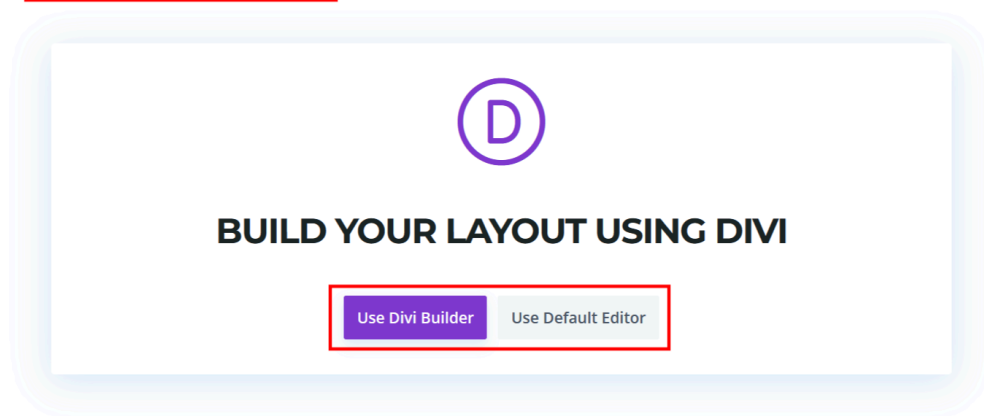 D
BUILD YOUR LAYOUT USING DIVI
Use Divi Builder Use Default Editor